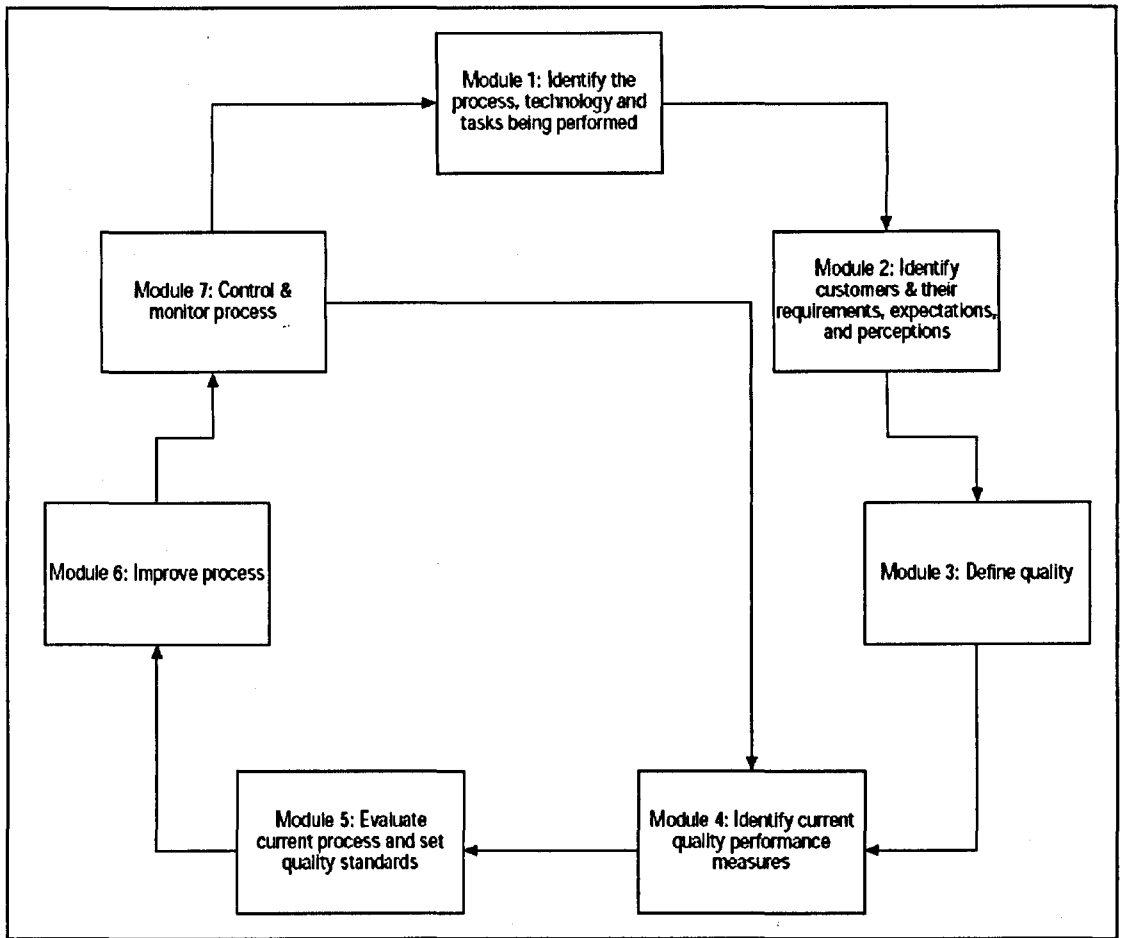 Module 1: Identify the
process, technology and
tasks being performed
Module 2: Identify
customers & their
requirements, expectations,
and perceptions
Module 3: Define quality
Module 4: Identify current
quality performance
measures
Module 5: Evaluate
current process and set
quality standards
Module 6: Improve process
Module 7: Control &
monitor process